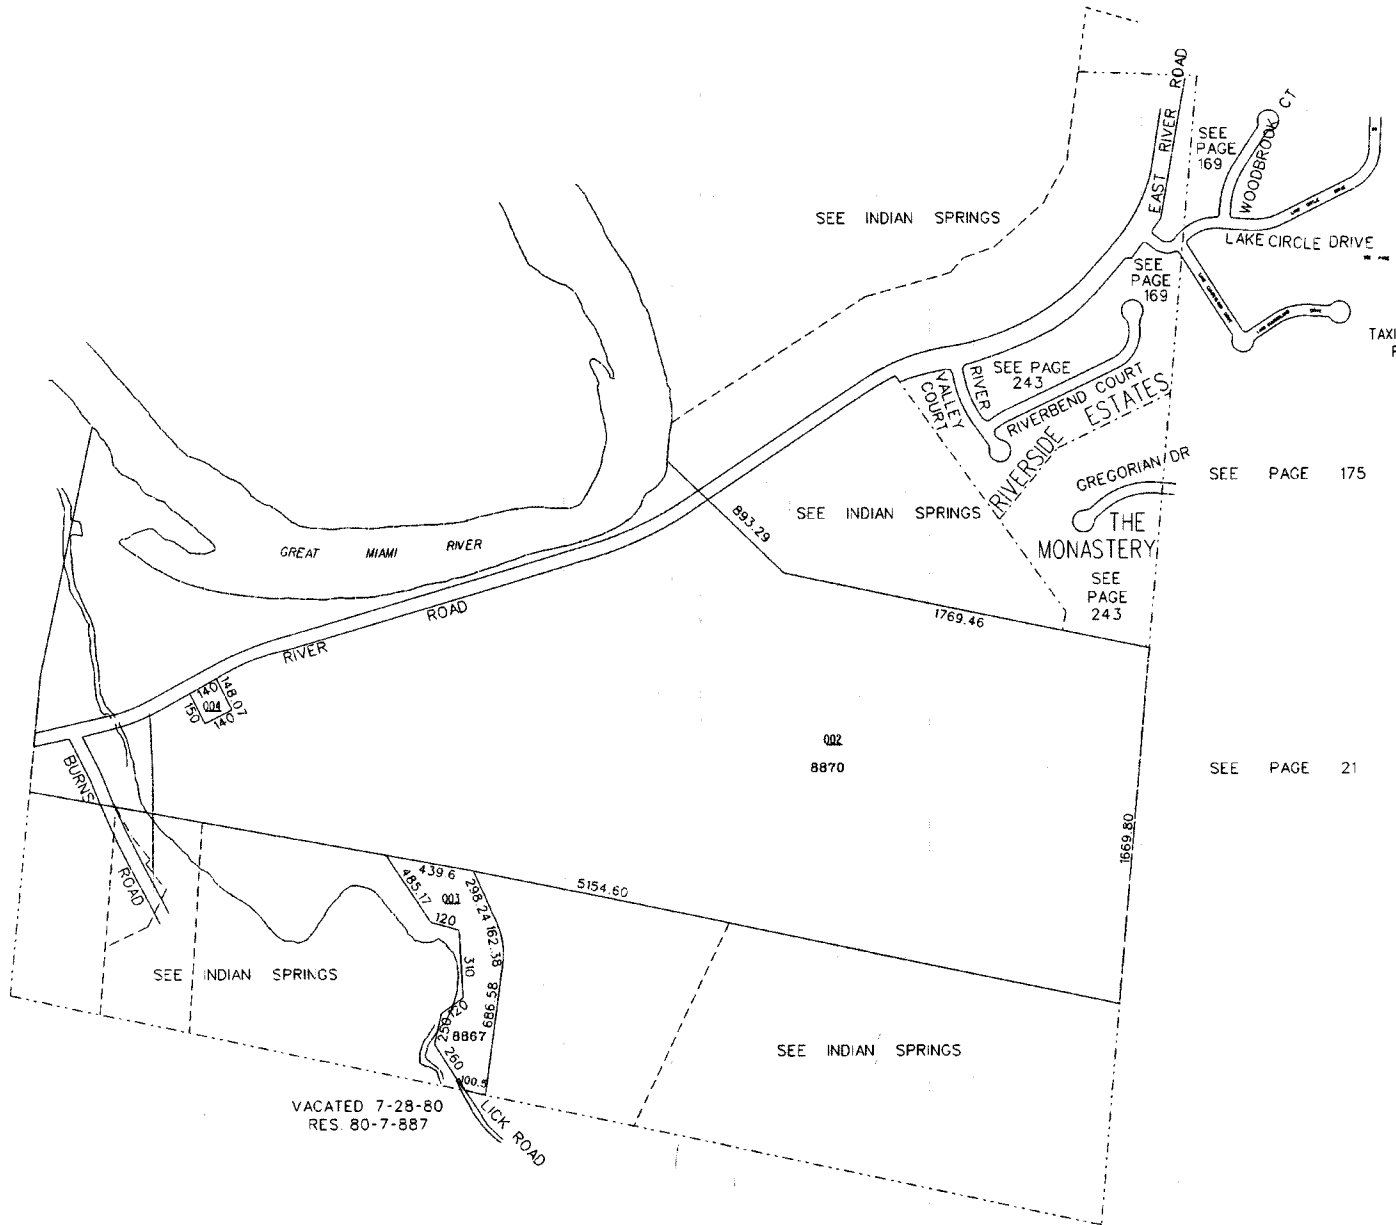 EAST RIVER ROAD
SEE
PAGE
169
WOODBROOK CT
SEE INDIAN SPRINGS
LAKE CIRCLE DRIVE
SEE
PAGE
169
TAXI
SEE PAGE
243
RIVER
VALLEY
COURT
RIVERBEND COURT
RIVERSIDE ESTATES
GREGORIAN DR
SEE PAGE 175
SEE INDIAN SPRINGS
THE
MONASTERY
SEE
PAGE
243
893.29
1769.46
GREAT MIAMI RIVER
RIVER ROAD
140
148.07
004
150
140
002
8870
SEE PAGE 21
BURNS ROAD
1669.80
439.6
485.17
001
120
298.24
162.38
5154.60
310
686.58
120
250
8867
260
100.5
SEE INDIAN SPRINGS
SEE INDIAN SPRINGS
VACATED 7-28-80
RES. 80-7-887
LICK ROAD